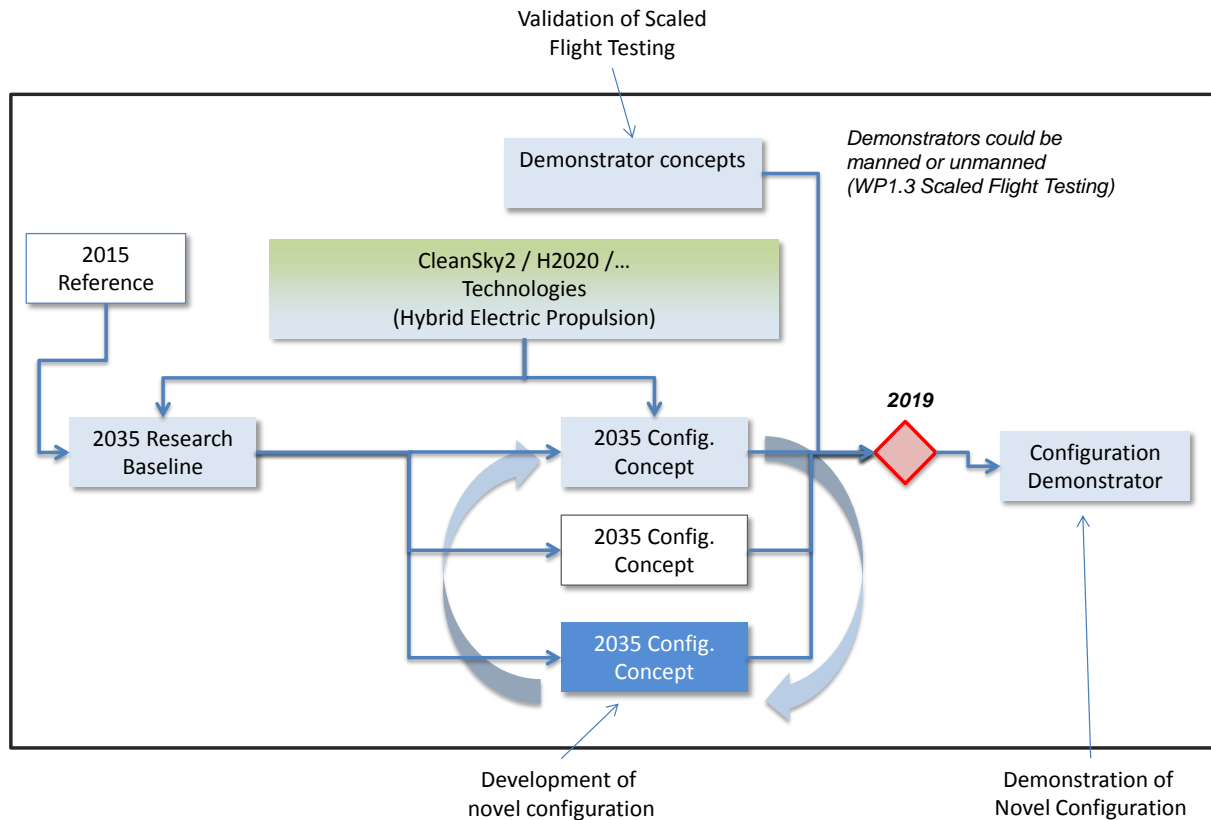 Validation of Scaled
Flight Testing
Demonstrator concepts
Demonstrators could be
manned or unmanned
(WP1.3 Scaled Flight Testing)
2015
Reference
CleanSky2 / H2020 /...
Technologies
(Hybrid Electric Propulsion)
2035 Research
Baseline
2035 Config.
Concept
2019
Configuration
Demonstrator
2035 Config.
Concept
2035 Config.
Concept
Development of
novel configuration
Demonstration of
Novel Configuration